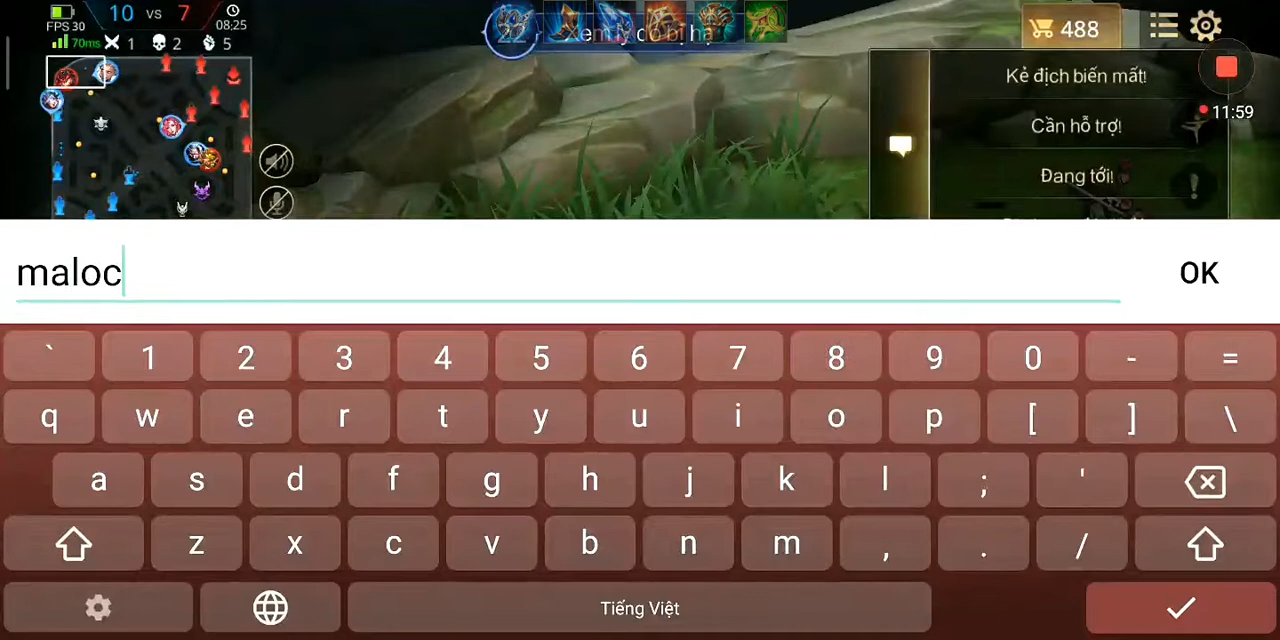 FPS 30
10 vs 7
08:25
70ms 1 2 5
Xem lý do bị hạ
488
Kẻ địch biến mất!
Cần hỗ trợ!
Đang tới!
11:59
maloc
OK
` 1 2 3 4 5 6 7 8 9 0 - =
q w e r t y u i o p [ ] \
a s d f g h j k l ; '
z x c v b n m , . /
Tiếng Việt